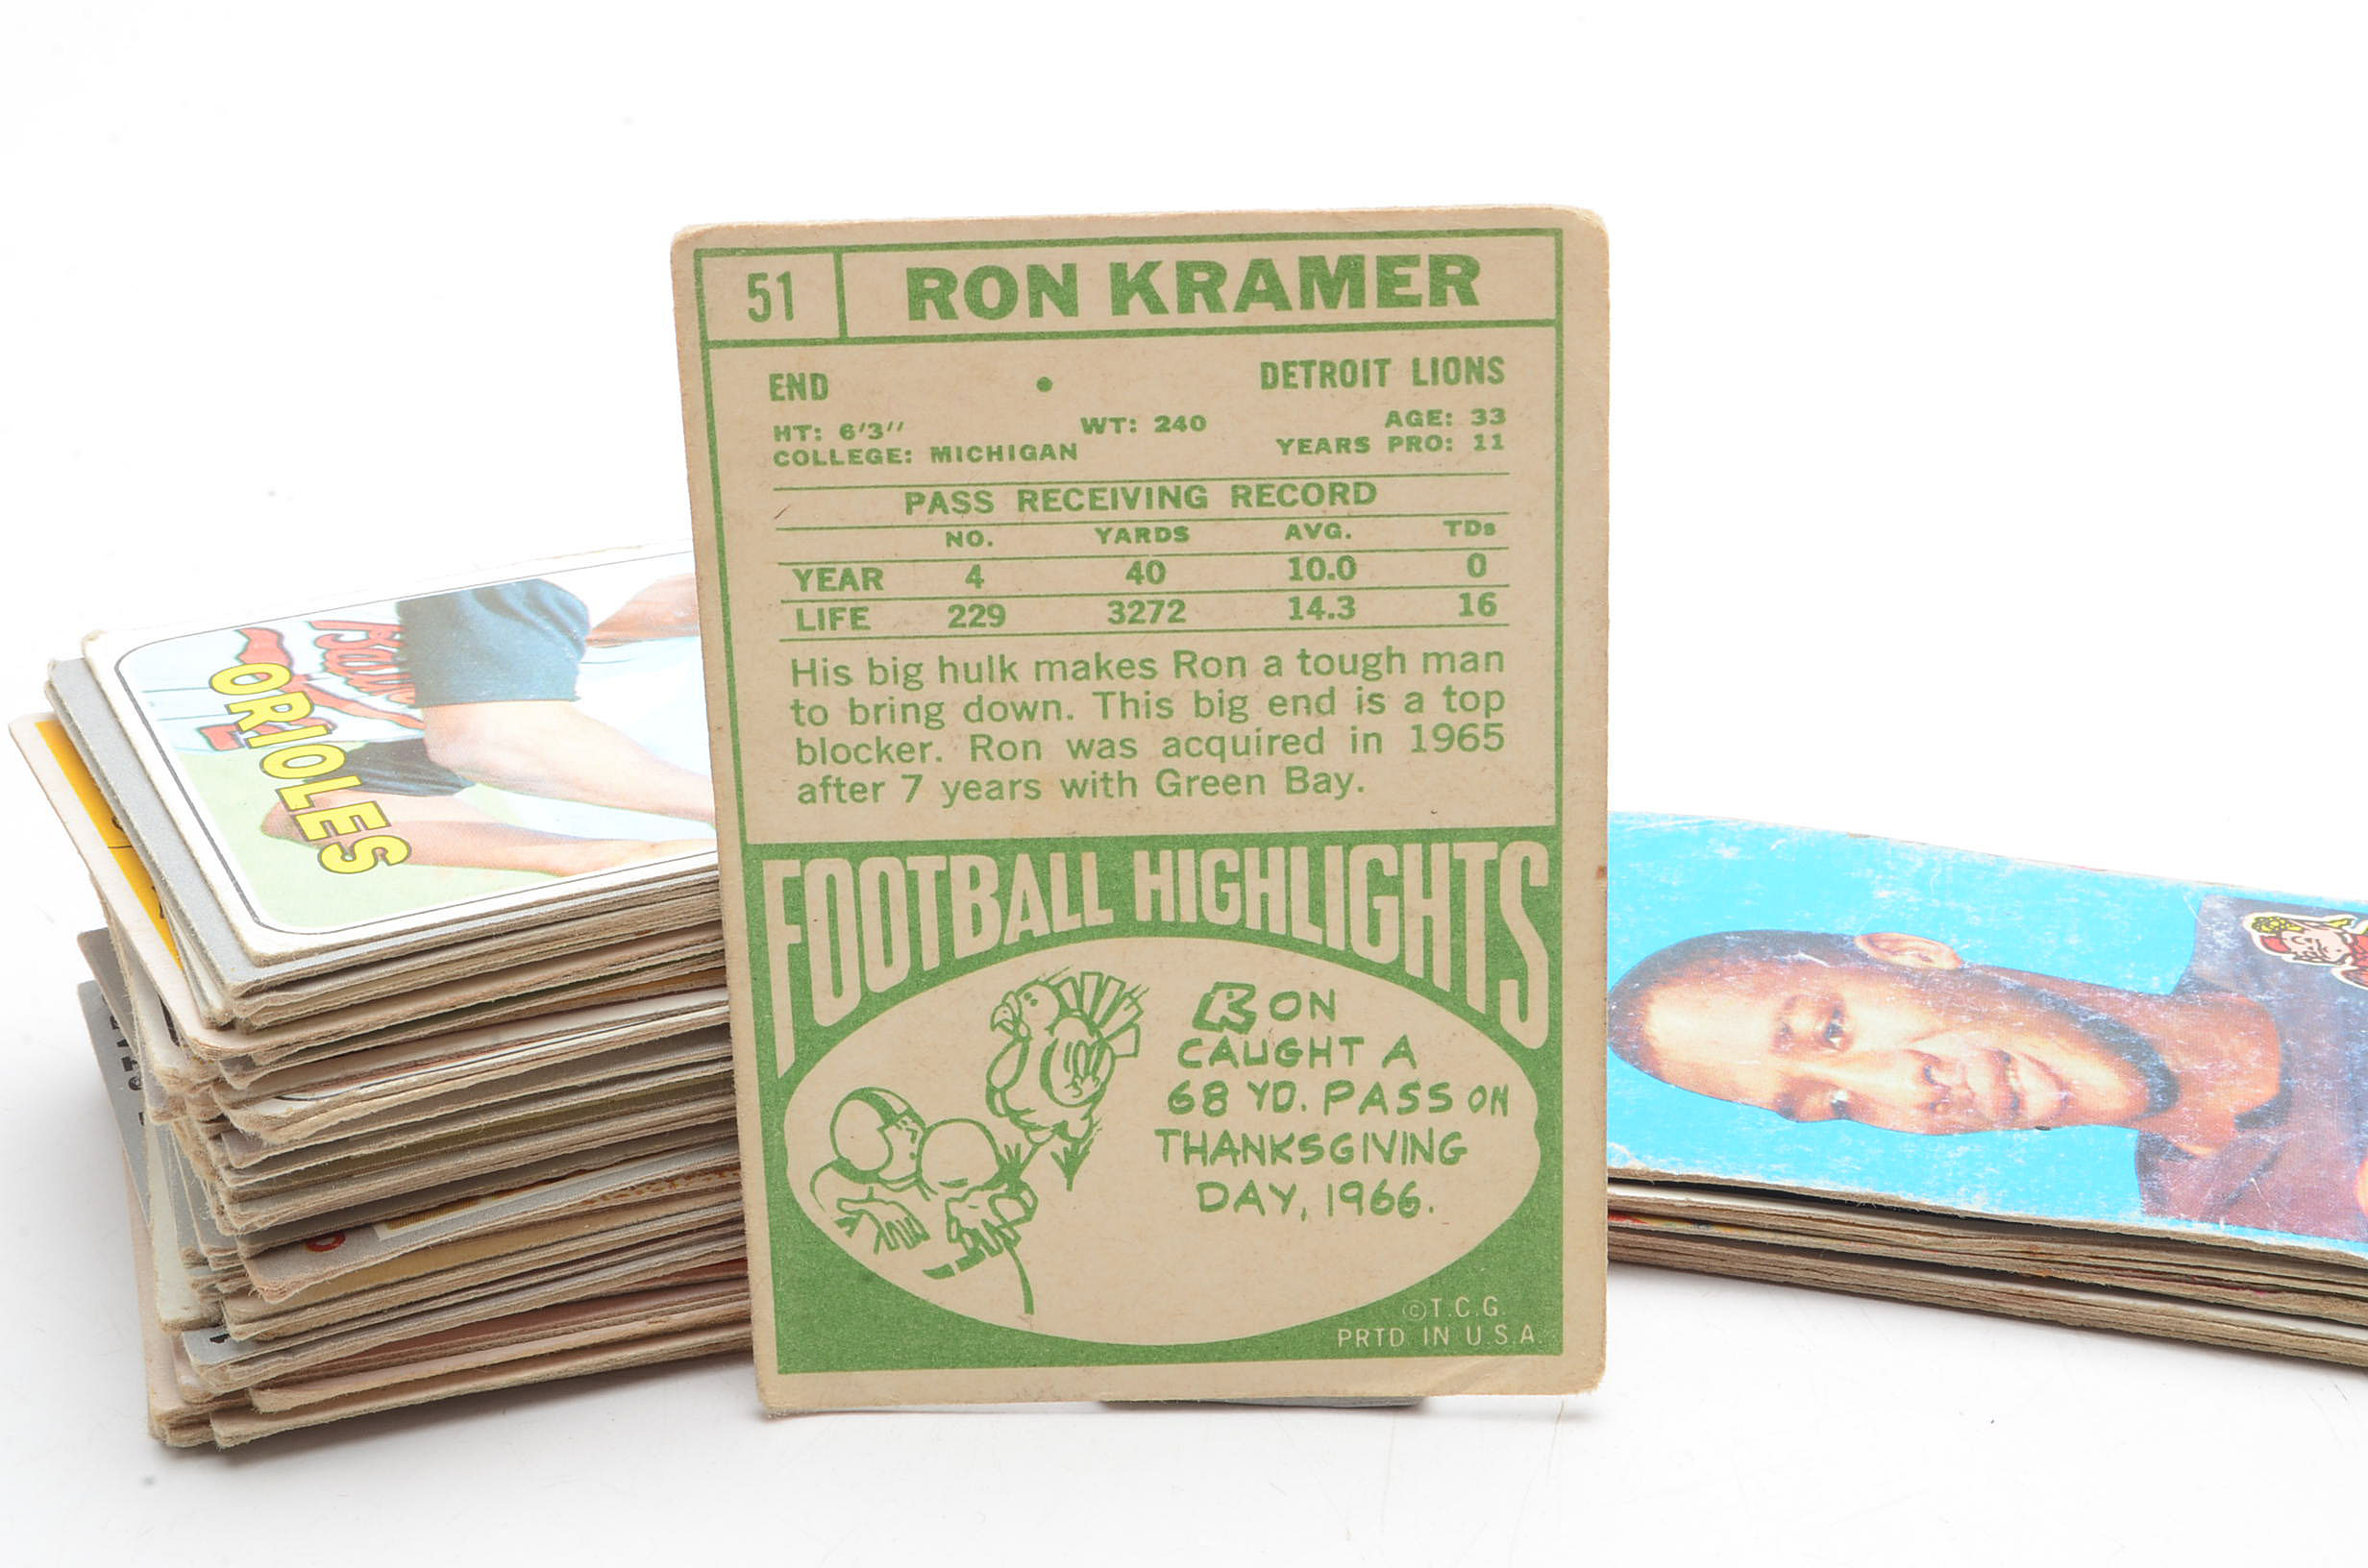 51 RON KRAMER
END • DETROIT LIONS
HT: 6'3" WT: 240 AGE: 33
COLLEGE: MICHIGAN YEARS PRO: 11
PASS RECEIVING RECORD
NO. YARDS AVG. TDs
YEAR 4 40 10.0 0
LIFE 229 3272 14.3 16
His big hulk makes Ron a tough man
to bring down. This big end is a top
blocker. Ron was acquired in 1965
after 7 years with Green Bay.
FOOTBALL HIGHLIGHTS
RON
CAUGHT A
68 YD. PASS ON
THANKSGIVING
DAY, 1966.
©T.C.G.
PRTD. IN U.S.A.
ORIOLES